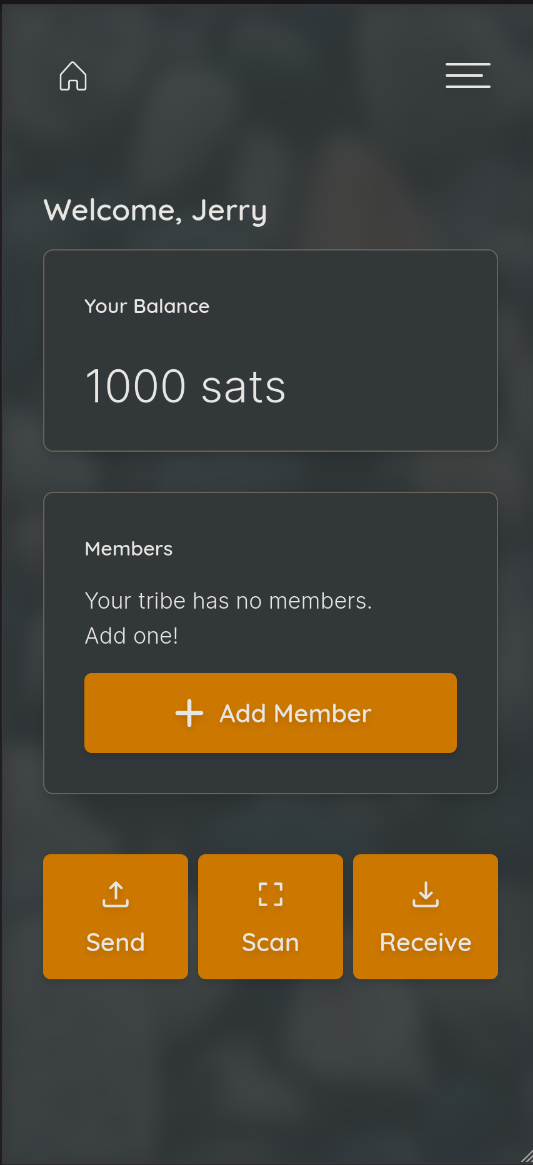 Welcome, Jerry
Your Balance
1000 sats
Members
Your tribe has no members.
Add one!
Add Member
Send
Scan
Receive